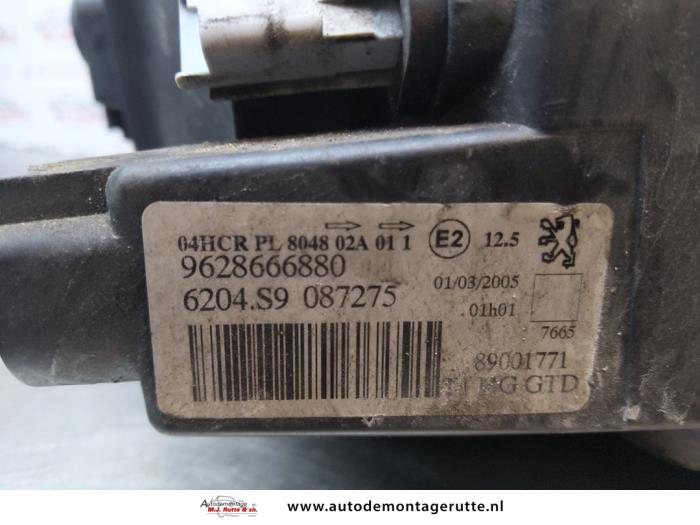 04HCR PL 8048 02A 01 1 E2 12.5
9628666880
01/03/2005
6204.S9 087275
01h01
7665
89001771
GTD
Autodemontage
M.J. Rutte & zn.
www.autodemontagerutte.nl